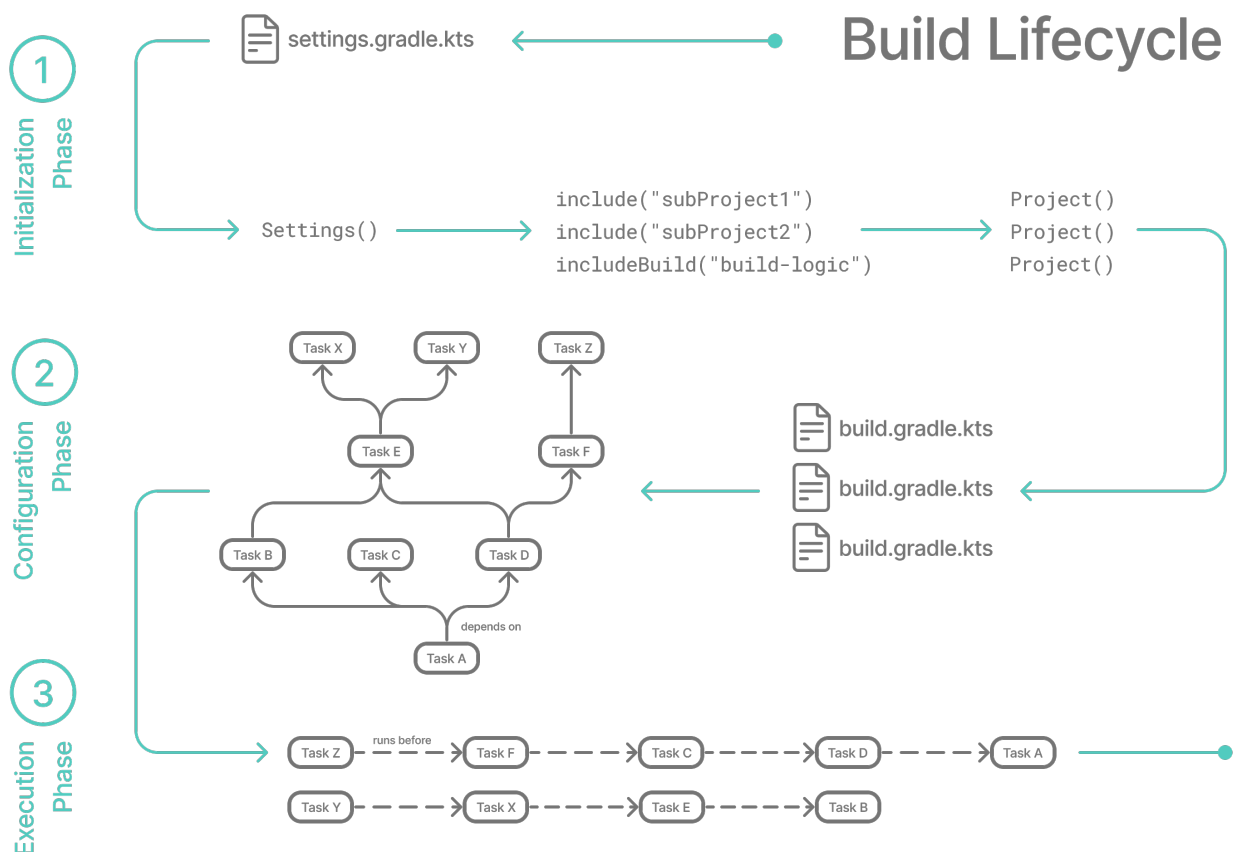 Build Lifecycle
1
Initialization
Phase
settings.gradle.kts
Settings()
include("subProject1")
include("subProject2")
includeBuild("build-logic")
Project()
Project()
Project()
2
Configuration
Phase
build.gradle.kts
build.gradle.kts
build.gradle.kts
Task X
Task Y
Task Z
Task E
Task F
Task B
Task C
Task D
depends on
Task A
3
Execution
Phase
Task Z
runs before
Task F
Task C
Task D
Task A
Task Y
Task X
Task E
Task B